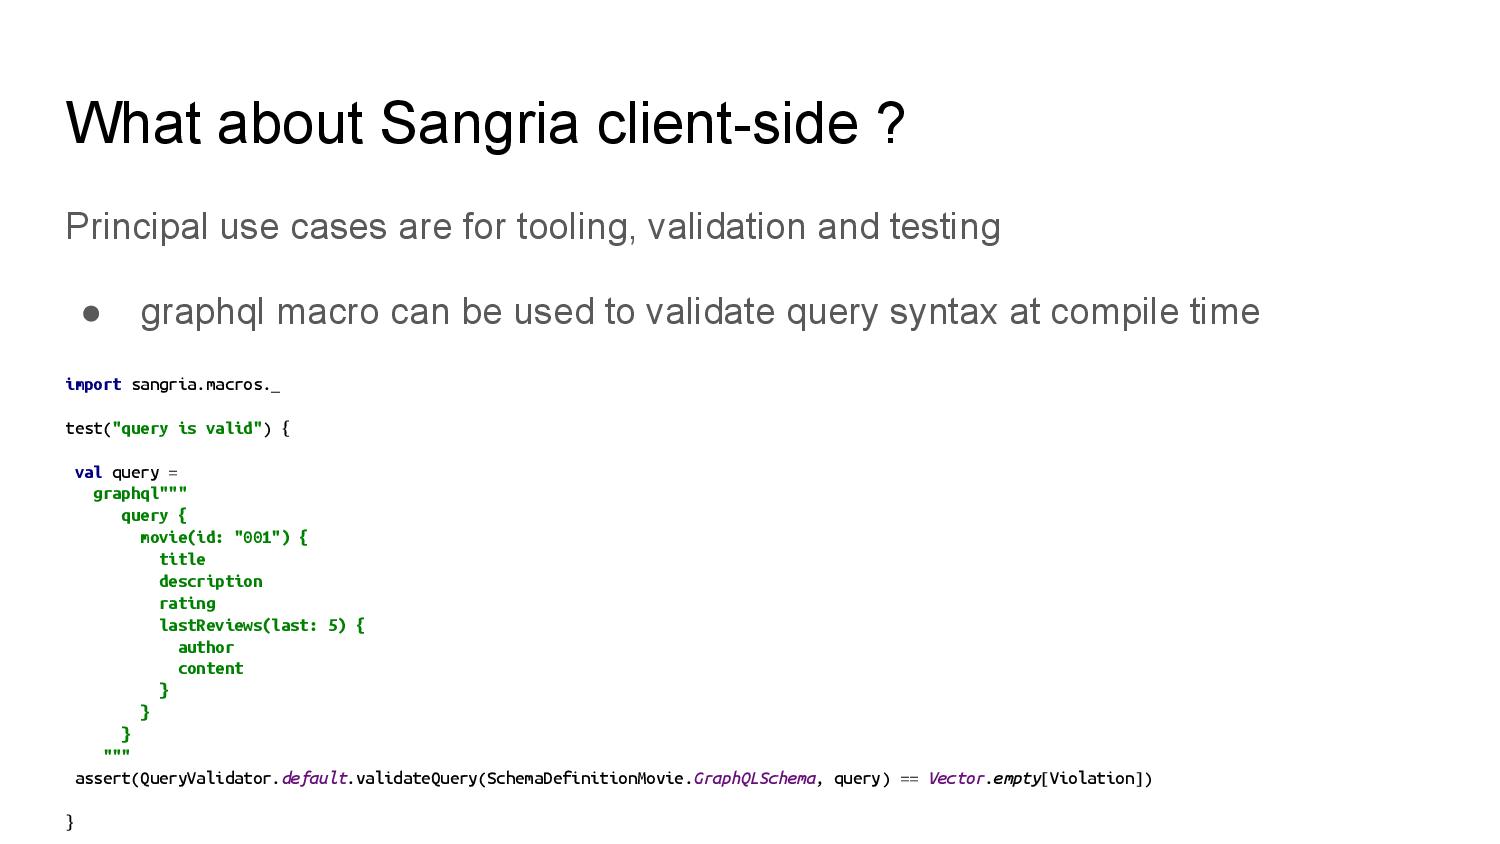 What about Sangria client-side ?
Principal use cases are for tooling, validation and testing
● graphql macro can be used to validate query syntax at compile time
import sangria.macros._
test("query is valid") {
val query =
graphql"""
query {
movie(id: "001") {
title
description
rating
lastReviews(last: 5) {
author
content
}
}
}
"""
assert(QueryValidator.default.validateQuery(SchemaDefinitionMovie.GraphQLSchema, query) == Vector.empty[Violation])
}